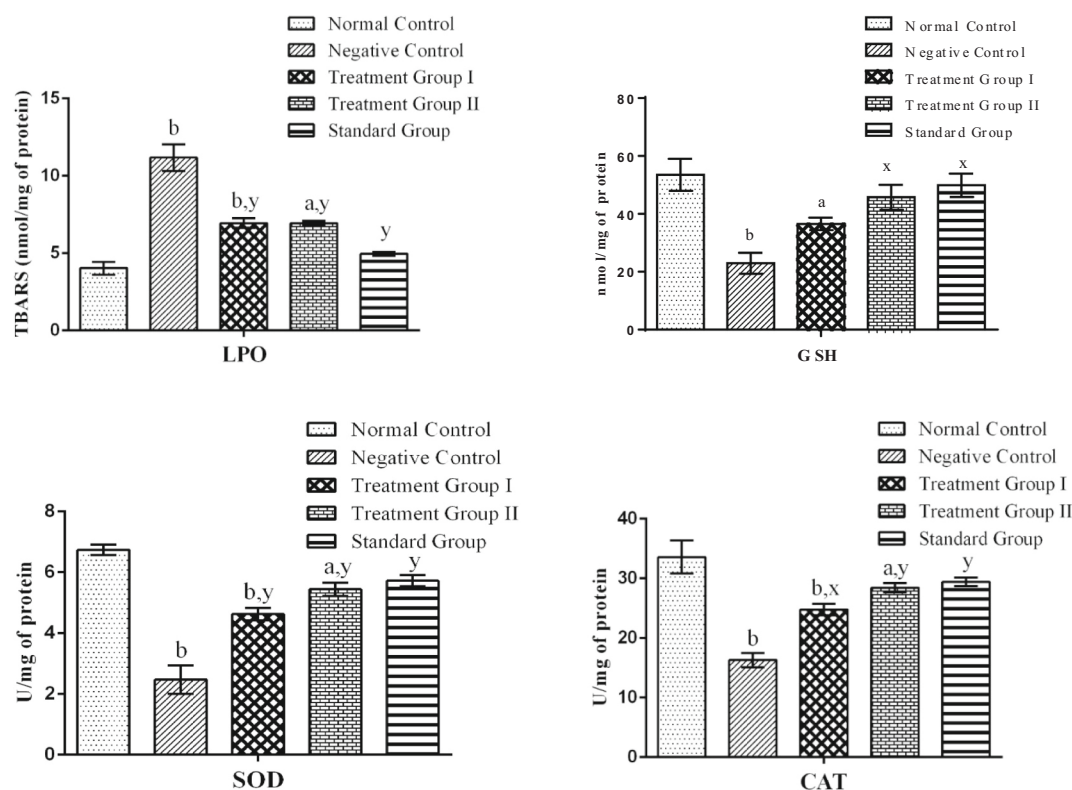 Normal Control
Negative Control
Treatment Group I
Treatment Group II
Standard Group
TBARS (nmol/mg of protein)
15
10
5
0
b
b,y
a,y
y
LPO
Normal Control
Negative Control
Treatment Group I
Treatment Group II
Standard Group
nmol/mg of protein
80
60
40
20
0
b
a
x
x
GSH
Normal Control
Negative Control
Treatment Group I
Treatment Group II
Standard Group
U/mg of protein
8
6
4
2
0
b
b,y
a,y
y
SOD
Normal Control
Negative Control
Treatment Group I
Treatment Group II
Standard Group
U/mg of protein
40
30
20
10
0
b
b,x
a,y
y
CAT